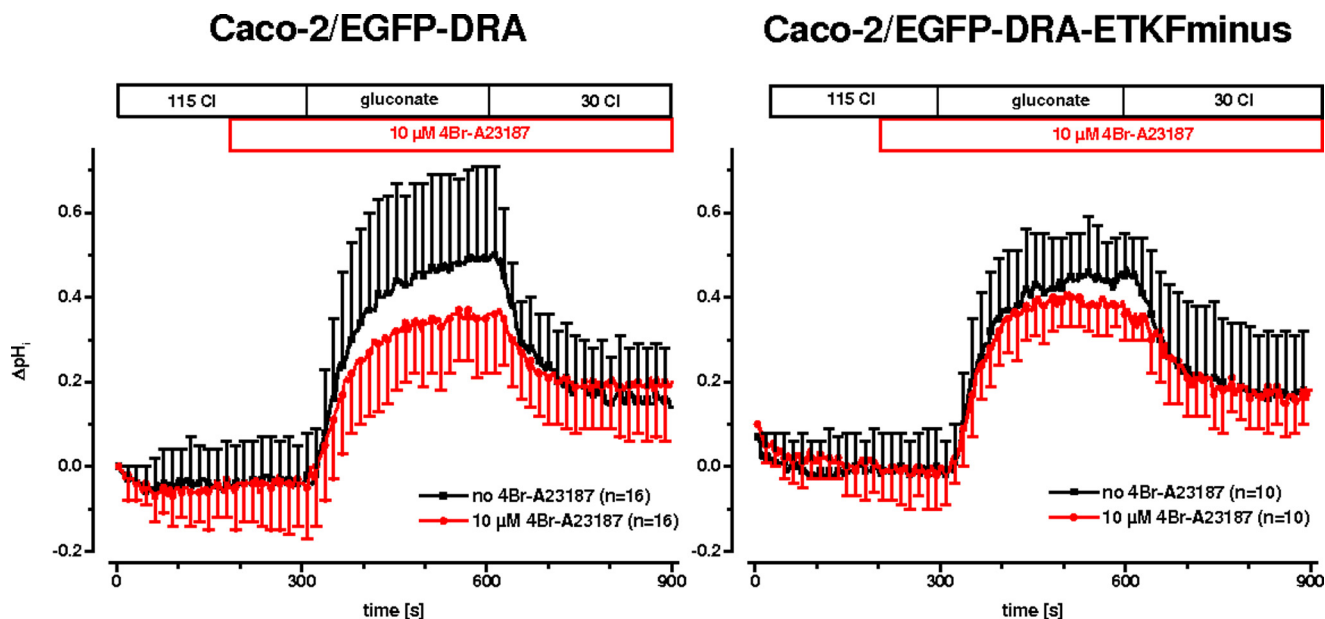 Caco-2/EGFP-DRA
115 Cl
gluconate
30 Cl
10 µM 4Br-A23187
ΔpHi
0.6
0.4
0.2
0.0
-0.2
no 4Br-A23187 (n=16)
10 µM 4Br-A23187 (n=16)
0
300
600
900
time [s]
Caco-2/EGFP-DRA-ETKFminus
115 Cl
gluconate
30 Cl
10 µM 4Br-A23187
0.6
0.4
0.2
0.0
-0.2
no 4Br-A23187 (n=10)
10 µM 4Br-A23187 (n=10)
0
300
600
900
time [s]